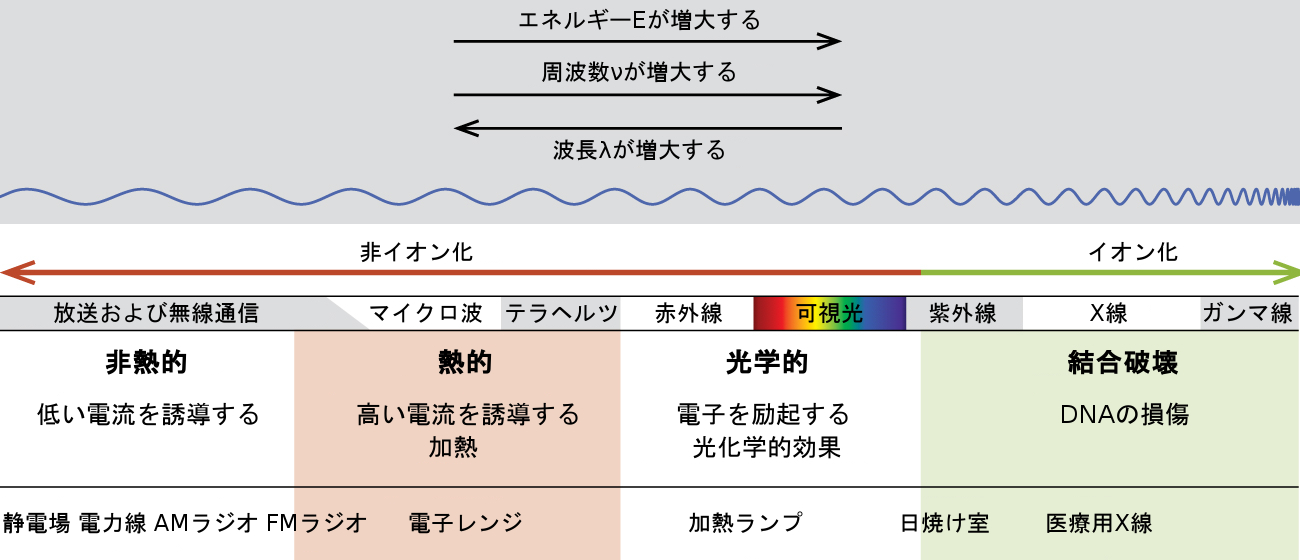 エネルギーEが増大する
周波数νが増大する
波長λが増大する
非イオン化 イオン化
放送および無線通信 マイクロ波 テラヘルツ 赤外線 可視光 紫外線 X線 ガンマ線
非熱的 熱的 光学的 結合破壊
低い電流を誘導する 高い電流を誘導する 電子を励起する DNAの損傷
加熱 光化学的効果
静電場 電力線 AMラジオ FMラジオ 電子レンジ 加熱ランプ 日焼け室 医療用X線